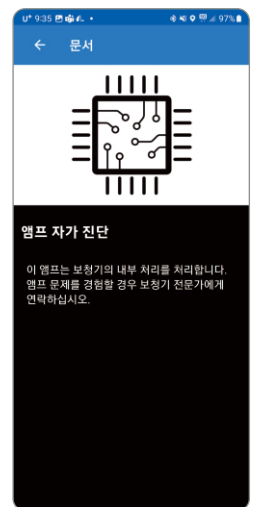 9:35
97%
문서
앰프 자가 진단
이 앰프는 보청기의 내부 처리를 처리합니다.
앰프 문제를 경험할 경우 보청기 전문가에게
연락하십시오.